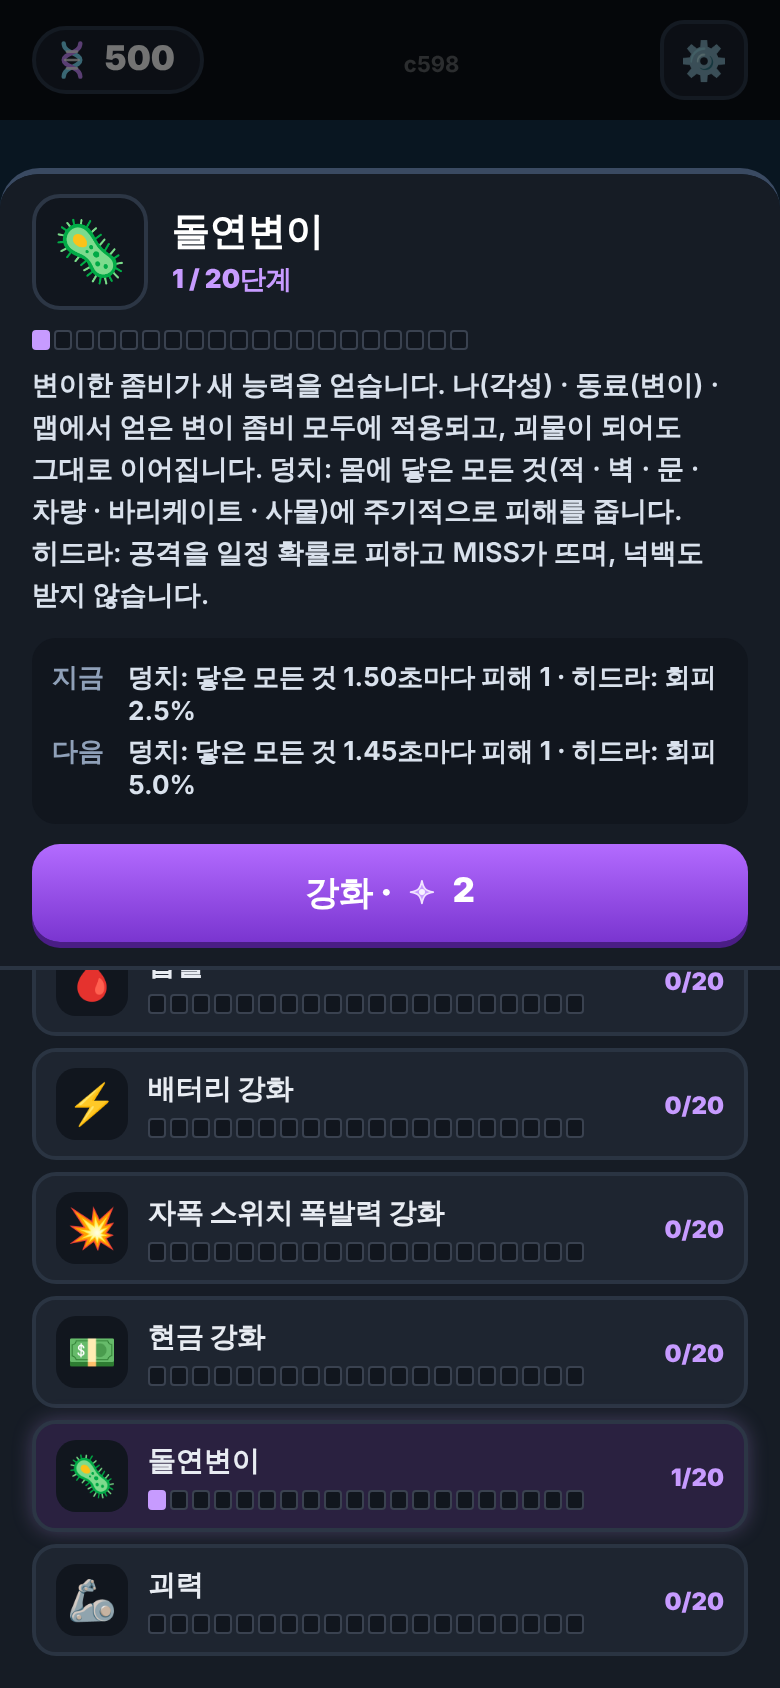 500
c598
돌연변이
1 / 20단계
변이한 좀비가 새 능력을 얻습니다. 나(각성) · 동료(변이) ·
맵에서 얻은 변이 좀비 모두에 적용되고, 괴물이 되어도
그대로 이어집니다. 덩치: 몸에 닿은 모든 것(적 · 벽 · 문 ·
차량 · 바리케이트 · 사물)에 주기적으로 피해를 줍니다.
히드라: 공격을 일정 확률로 피하고 MISS가 뜨며, 넉백도
받지 않습니다.
지금 덩치: 닿은 모든 것 1.50초마다 피해 1 · 히드라: 회피
2.5%
다음 덩치: 닿은 모든 것 1.45초마다 피해 1 · 히드라: 회피
5.0%
강화 · 2
0/20
배터리 강화
0/20
자폭 스위치 폭발력 강화
0/20
현금 강화
0/20
돌연변이
1/20
괴력
0/20